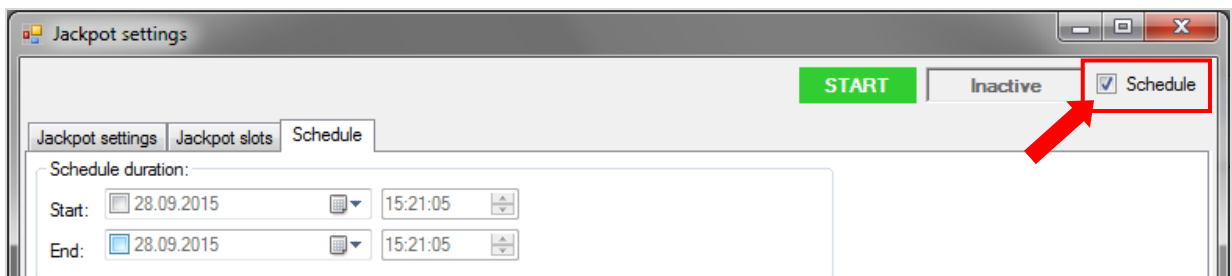 Jackpot settings
START Inactive Schedule
Jackpot settings Jackpot slots Schedule
Schedule duration:
Start: 28.09.2015 15:21:05
End: 28.09.2015 15:21:05